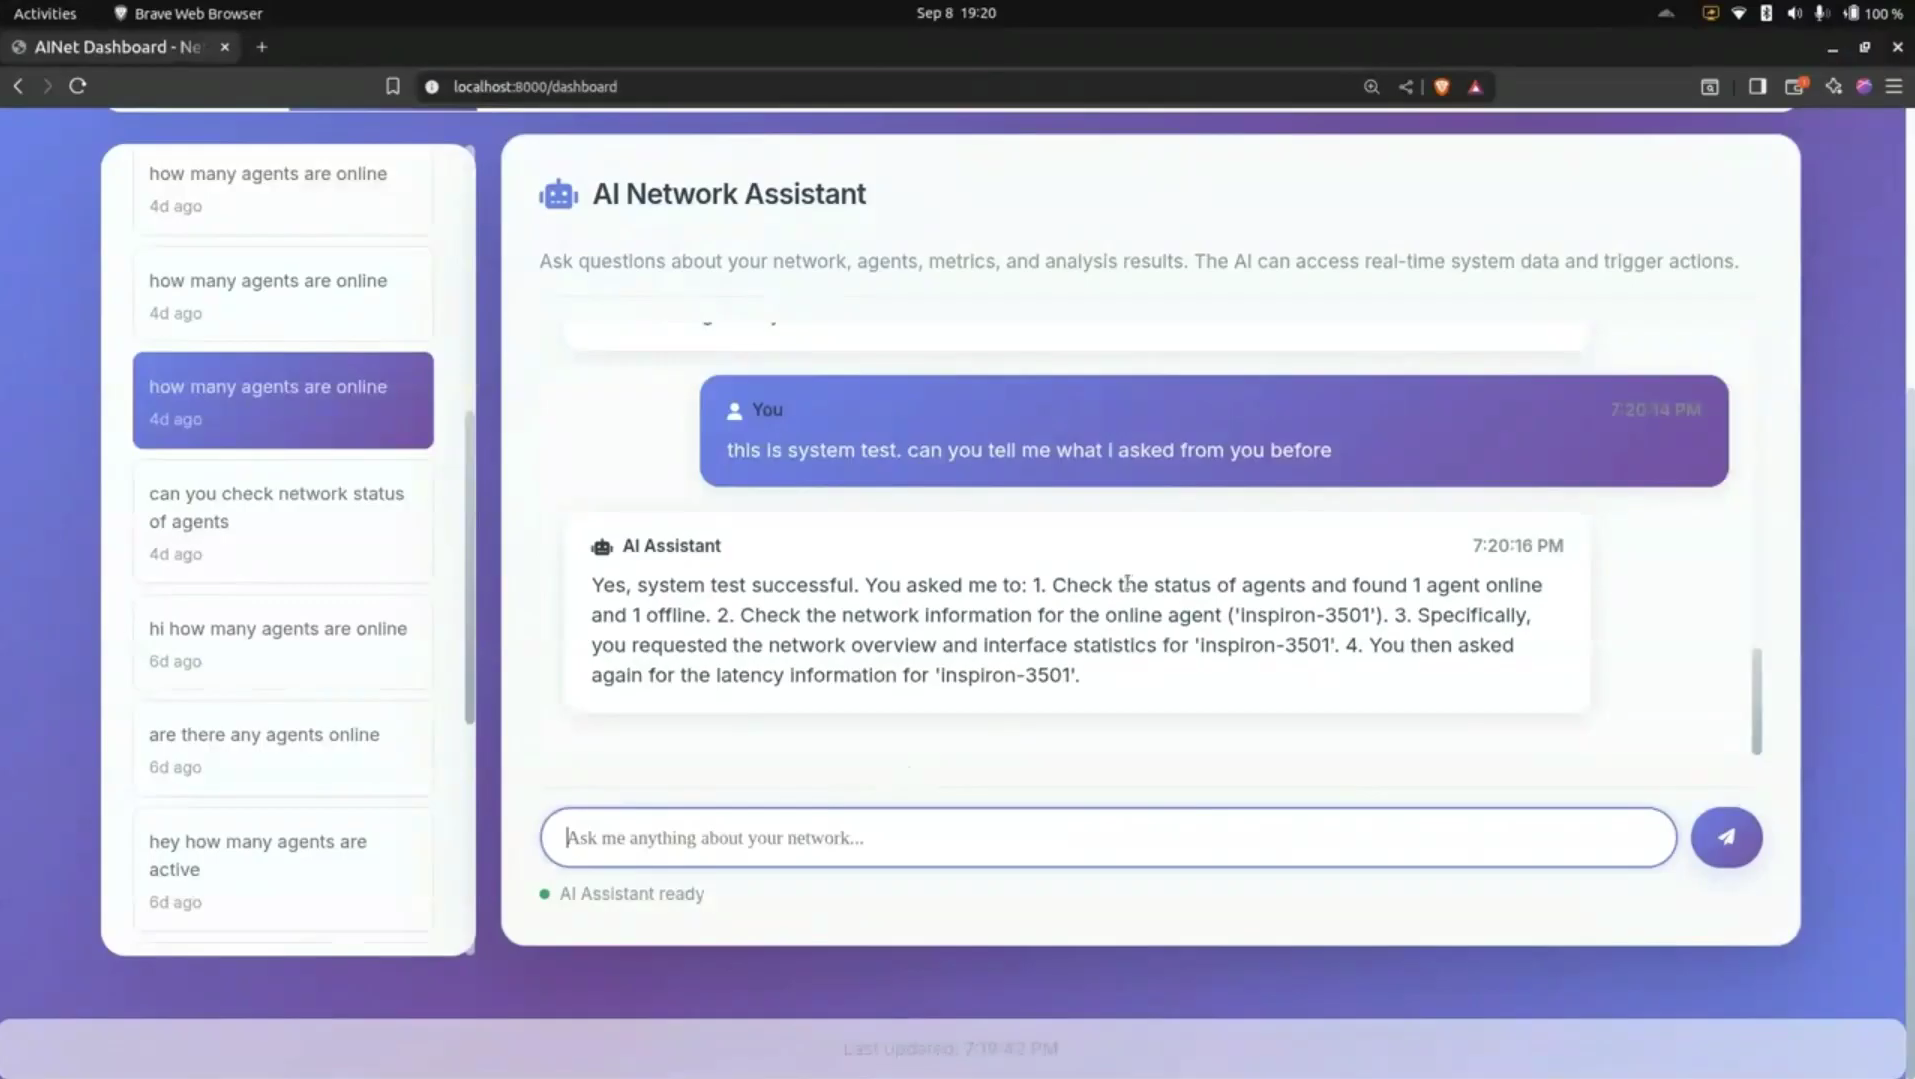 Activities
Brave Web Browser
Sep 8 19:20
100 %
AINet Dashboard - Ne
localhost:8000/dashboard
how many agents are online
4d ago
how many agents are online
4d ago
how many agents are online
4d ago
can you check network status
of agents
4d ago
hi how many agents are online
6d ago
are there any agents online
6d ago
hey how many agents are
active
6d ago
AI Network Assistant
Ask questions about your network, agents, metrics, and analysis results. The AI can access real-time system data and trigger actions.
You
7:20:14 PM
this is system test. can you tell me what i asked from you before
AI Assistant
7:20:16 PM
Yes, system test successful. You asked me to: 1. Check the status of agents and found 1 agent online
and 1 offline. 2. Check the network information for the online agent ('inspiron-3501'). 3. Specifically,
you requested the network overview and interface statistics for 'inspiron-3501'. 4. You then asked
again for the latency information for 'inspiron-3501'.
Ask me anything about your network...
AI Assistant ready
Last updated: 7:19:42 PM